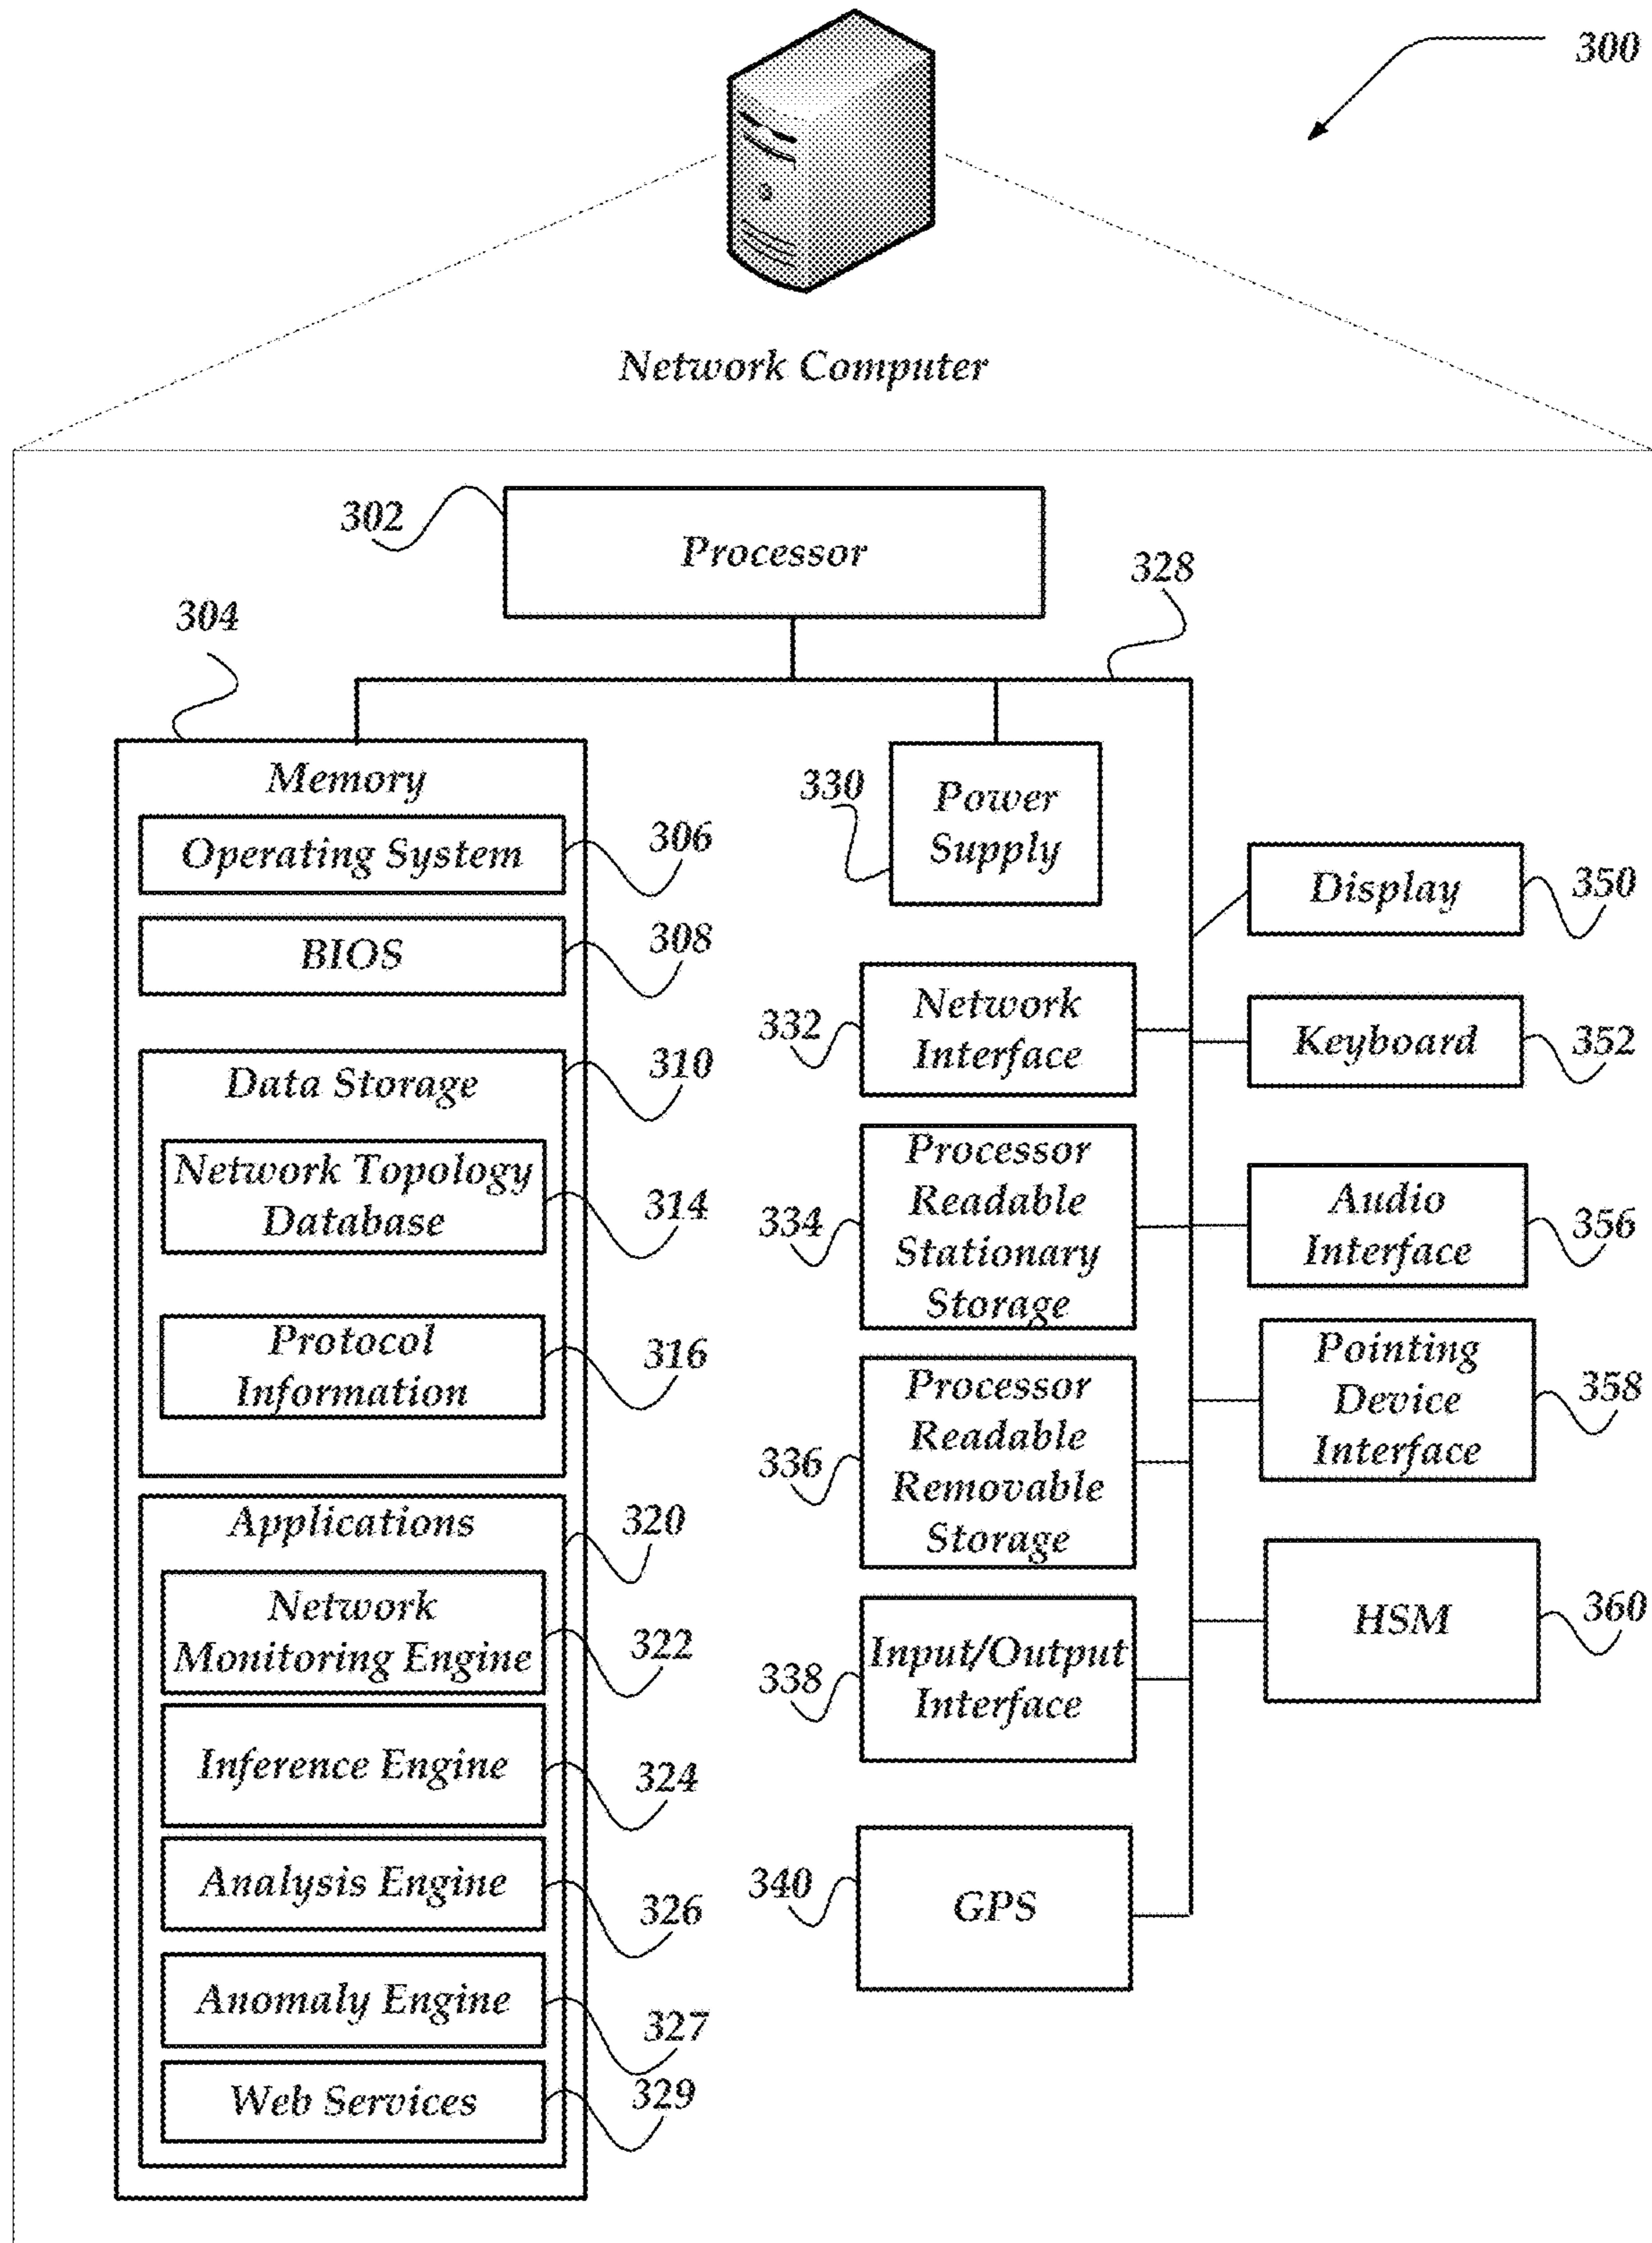 300
Network Computer
302
Processor
328
304
Memory
Operating System
306
BIOS
308
Data Storage
310
Network Topology
Database
314
Protocol
Information
316
Applications
320
Network
Monitoring Engine
322
Inference Engine
324
Analysis Engine
326
Anomaly Engine
327
Web Services
329
330
Power
Supply
332
Network
Interface
334
Processor
Readable
Stationary
Storage
336
Processor
Readable
Removable
Storage
338
Input/Output
Interface
340
GPS
Display
350
Keyboard
352
Audio
Interface
356
Pointing
Device
Interface
358
HSM
360